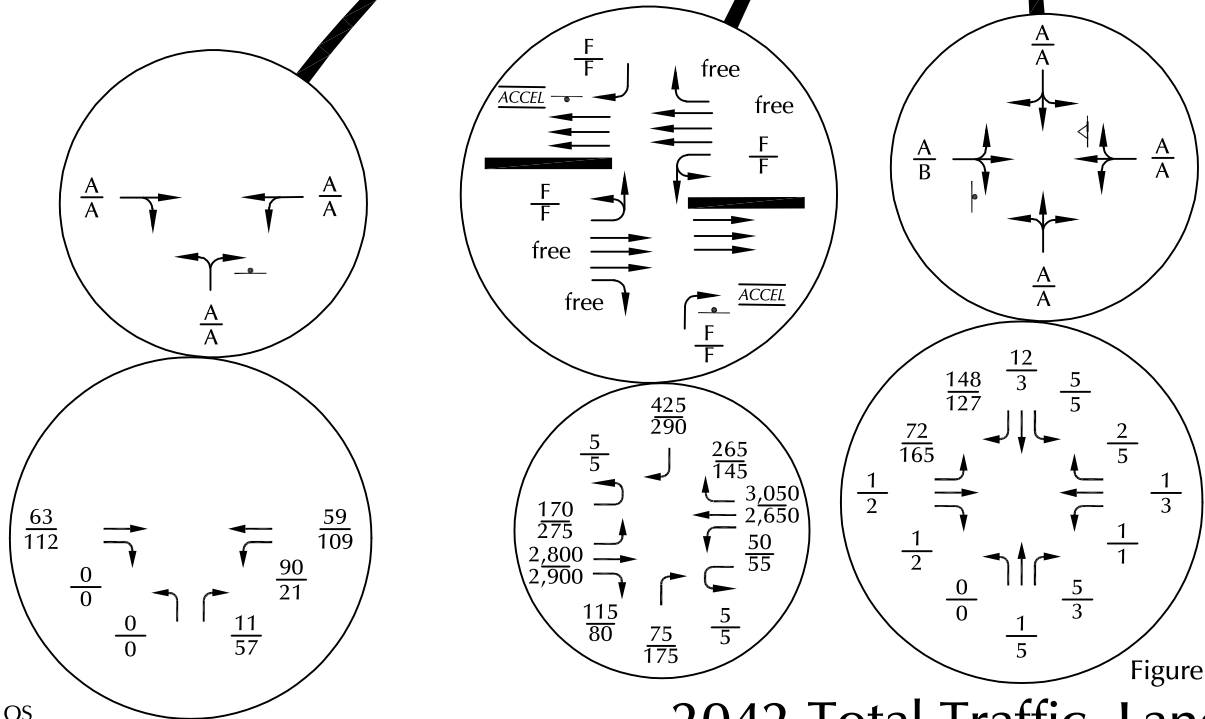 A
A
A
A
A
A
F
F
ACCEL
free
free
F
F
F
F
free
free
ACCEL
F
F
A
A
A
B
A
A
A
A
63
112
59
109
0
0
90
21
0
0
11
57
425
290
5
5
265
145
170
275
3,050
2,650
2,800
2,900
50
55
115
80
75
175
5
5
12
3
148
127
5
5
72
165
2
5
1
2
1
3
1
2
1
1
0
0
5
3
1
5
Figure
OS
2042 Total Traffic,